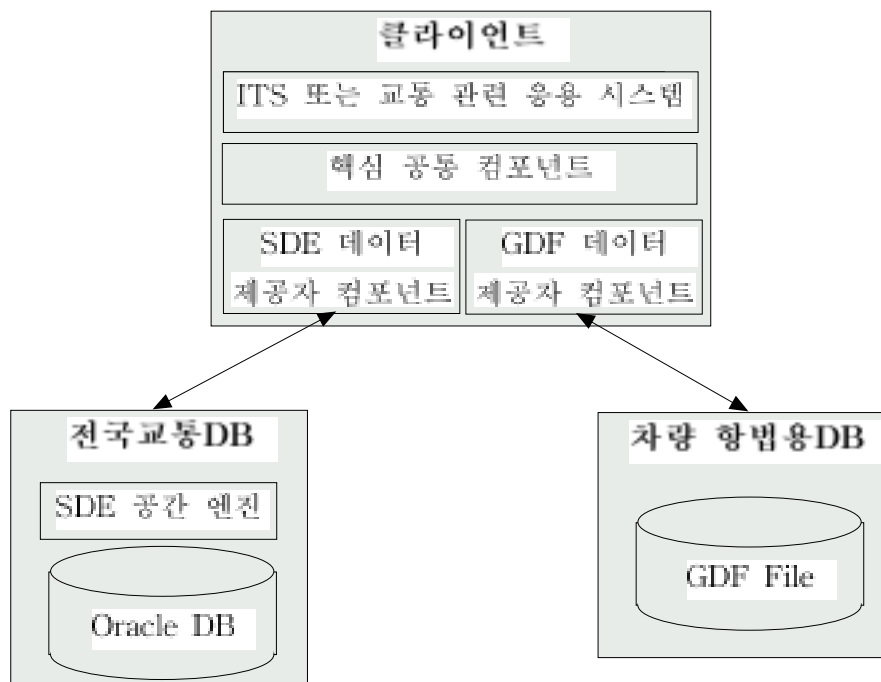 클라이언트
ITS 또는 교통 관련 응용 시스템
핵심 공통 컴포넌트
SDE 데이터
제공자 컴포넌트
GDF 데이터
제공자 컴포넌트
전국교통DB
SDE 공간 엔진
Oracle DB
차량 항법용DB
GDF File